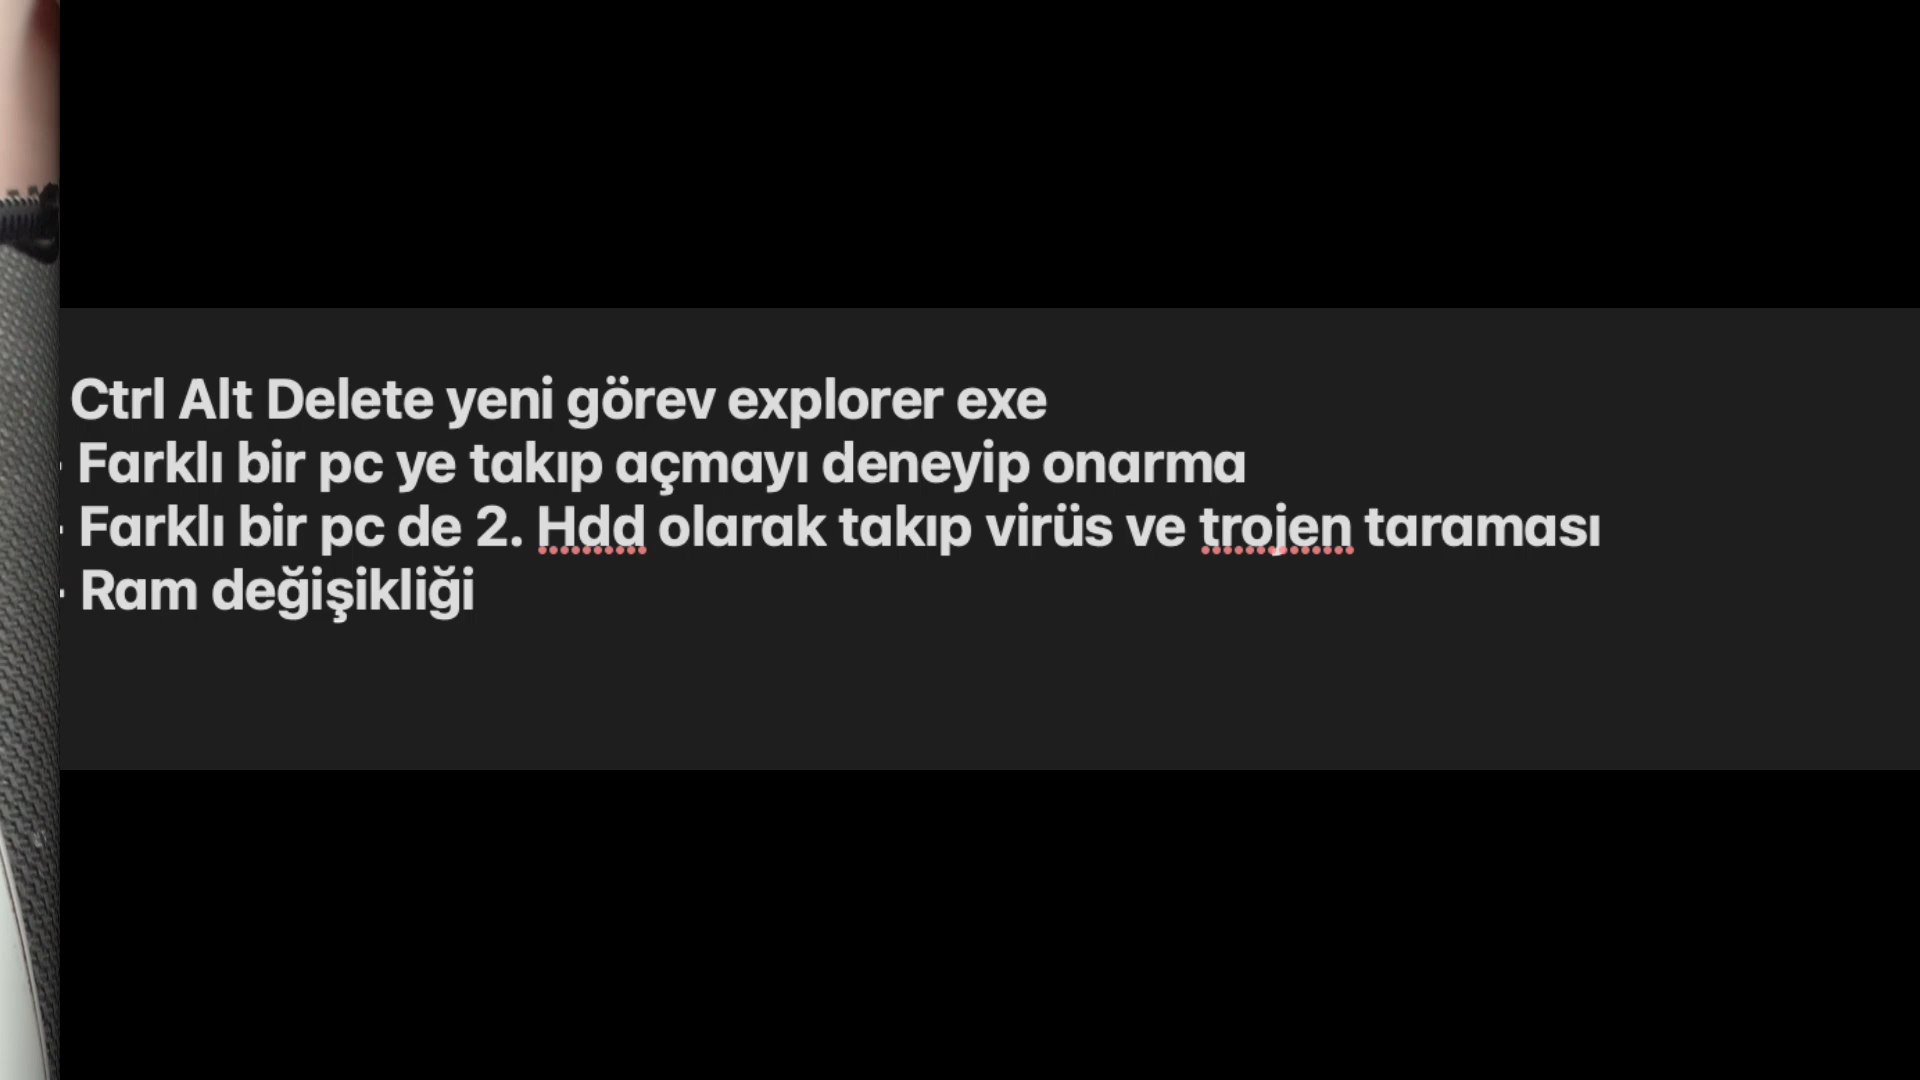 Ctrl Alt Delete yeni görev explorer exe
- Farklı bir pc ye takıp açmayı deneyip onarma
- Farklı bir pc de 2. Hdd olarak takıp virüs ve trojen taraması
- Ram değişikliği